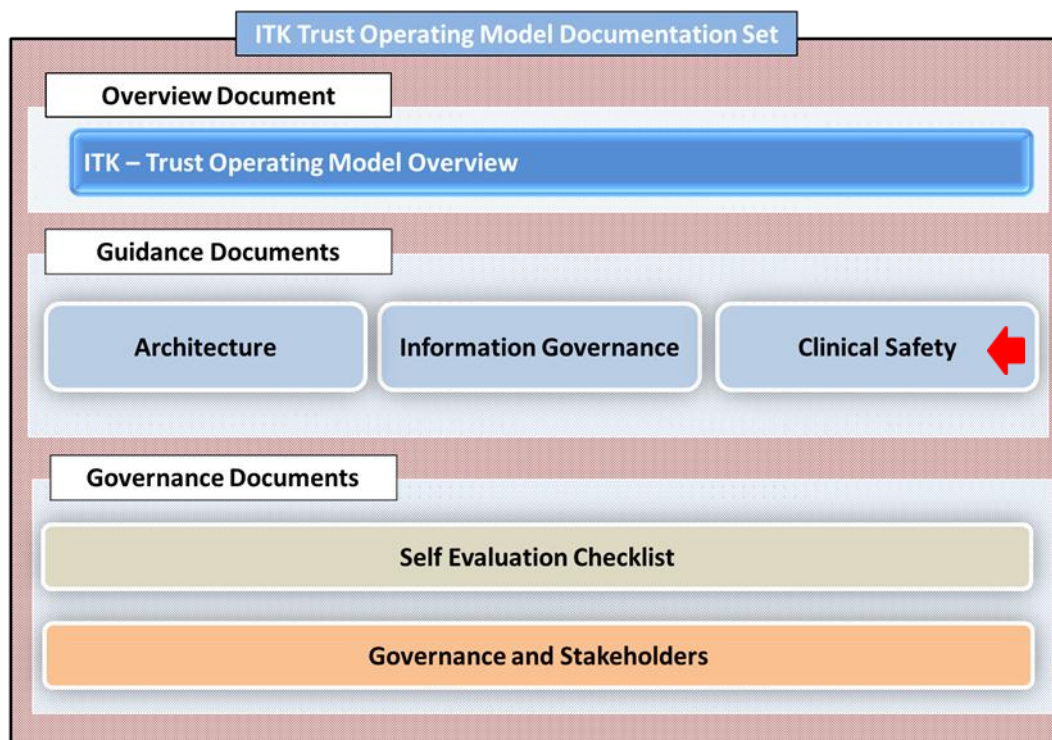 ITK Trust Operating Model Documentation Set
Overview Document
ITK – Trust Operating Model Overview
Guidance Documents
Architecture
Information Governance
Clinical Safety
Governance Documents
Self Evaluation Checklist
Governance and Stakeholders